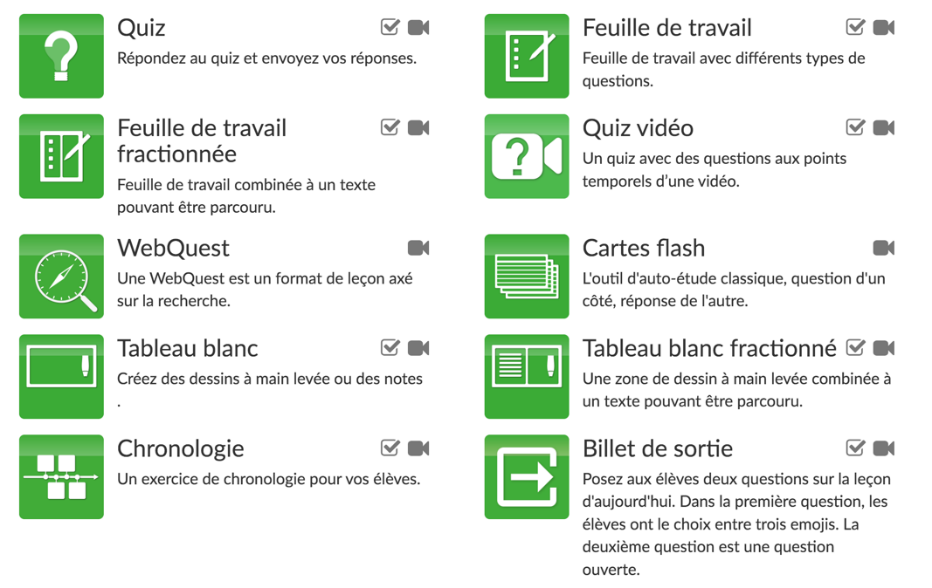 Quiz
Répondez au quiz et envoyez vos réponses.
Feuille de travail
Feuille de travail avec différents types de
questions.
Feuille de travail
fractionnée
Feuille de travail combinée à un texte
pouvant être parcouru.
Quiz vidéo
Un quiz avec des questions aux points
temporels d’une vidéo.
WebQuest
Une WebQuest est un format de leçon axé
sur la recherche.
Cartes flash
L'outil d'auto-étude classique, question d'un
côté, réponse de l'autre.
Tableau blanc
Créez des dessins à main levée ou des notes
.
Tableau blanc fractionné
Une zone de dessin à main levée combinée à
un texte pouvant être parcouru.
Chronologie
Un exercice de chronologie pour vos élèves.
Billet de sortie
Posez aux élèves deux questions sur la leçon
d'aujourd'hui. Dans la première question, les
élèves ont le choix entre trois emojis. La
deuxième question est une question
ouverte.